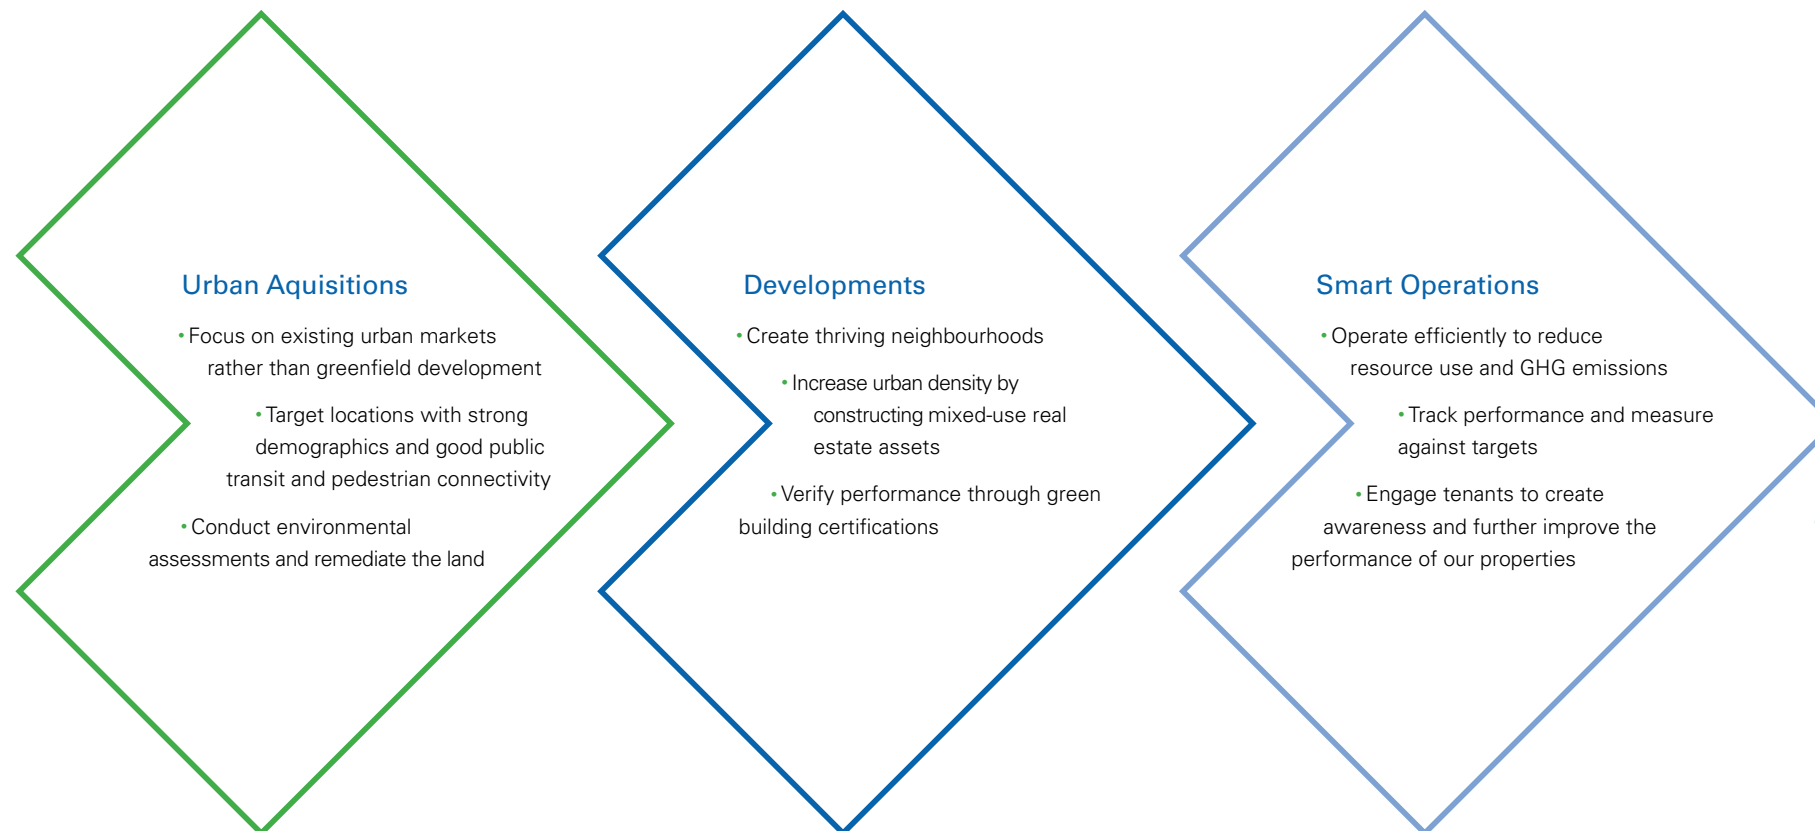 Urban Aquisitions
• Focus on existing urban markets
rather than greenfield development
• Target locations with strong
demographics and good public
transit and pedestrian connectivity
• Conduct environmental
assessments and remediate the land
Developments
• Create thriving neighbourhoods
• Increase urban density by
constructing mixed-use real
estate assets
• Verify performance through green
building certifications
Smart Operations
• Operate efficiently to reduce
resource use and GHG emissions
• Track performance and measure
against targets
• Engage tenants to create
awareness and further improve the
performance of our properties